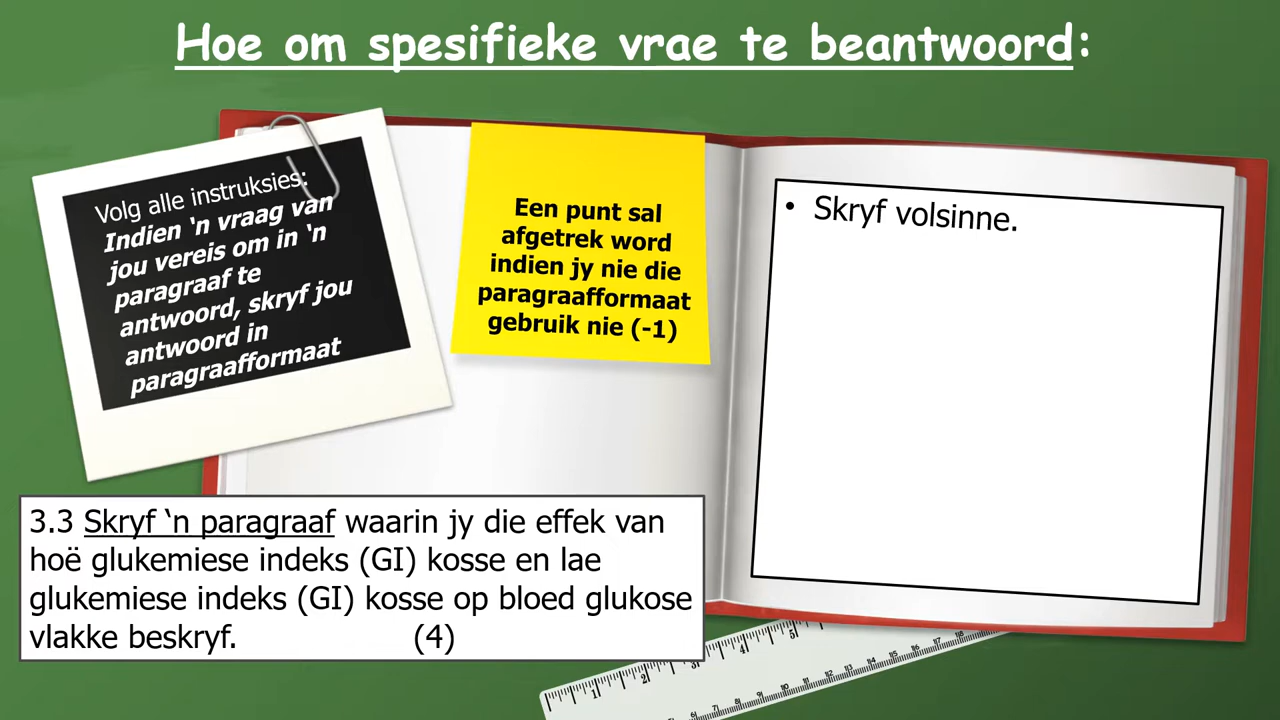 Hoe om spesifieke vrae te beantwoord:
Volg alle instruksies:
Indien ‘n vraag van
jou vereis om in ‘n
paragraaf te
antwoord, skryf jou
antwoord in
paragraafformaat
Een punt sal
afgetrek word
indien jy nie die
paragraafformaat
gebruik nie (-1)
• Skryf volsinne.
3.3 Skryf ‘n paragraaf waarin jy die effek van
hoë glukemiese indeks (GI) kosse en lae
glukemiese indeks (GI) kosse op bloed glukose
vlakke beskryf. (4)